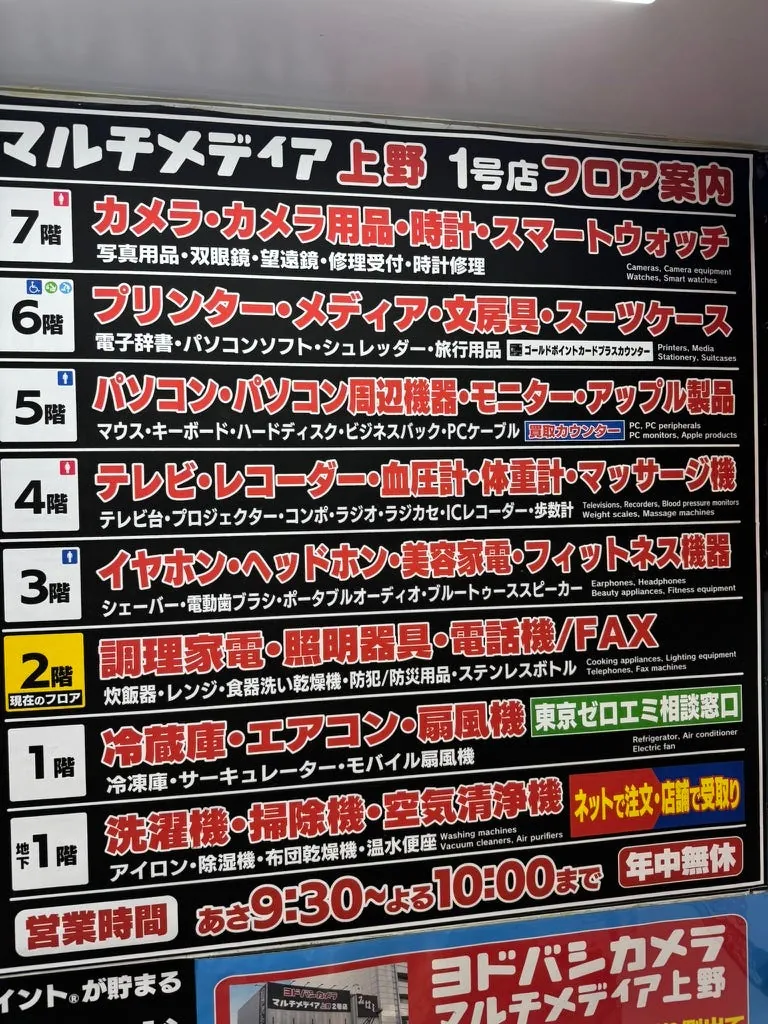 マルチメディア上野 1号店フロア案内
7階
カメラ・カメラ用品・時計・スマートウォッチ
写真用品・双眼鏡・望遠鏡・修理受付・時計修理
Cameras, Camera equipment
Watches, Smart watches
6階
プリンター・メディア・文房具・スーツケース
電子辞書・パソコンソフト・シュレッダー・旅行用品 ゴールドポイントカードプラスカウンター
Printers, Media
Stationery, Suitcases
5階
パソコン・パソコン周辺機器・モニター・アップル製品
マウス・キーボード・ハードディスク・ビジネスバック・PCケーブル 買取カウンター
PC, PC peripherals
PC monitors, Apple products
4階
テレビ・レコーダー・血圧計・体重計・マッサージ機
テレビ台・プロジェクター・コンポ・ラジオ・ラジカセ・ICレコーダー・歩数計
Televisions, Recorders, Blood pressure monitors
Weight scales, Massage machines
3階
イヤホン・ヘッドホン・美容家電・フィットネス機器
シェーバー・電動歯ブラシ・ポータブルオーディオ・ブルートゥーススピーカー
Earphones, Headphones
Beauty appliances, Fitness equipment
2階
現在のフロア
調理家電・照明器具・電話機/FAX
炊飯器・レンジ・食器洗い乾燥機・防犯/防災用品・ステンレスボトル
Cooking appliances, Lighting equipment
Telephones, Fax machines
1階
冷蔵庫・エアコン・扇風機 東京ゼロエミ相談窓口
冷凍庫・サーキュレーター・モバイル扇風機
Refrigerator, Air conditioner
Electric fan
地下1階
洗濯機・掃除機・空気清浄機 ネットで注文・店舗で受取り
アイロン・除湿機・布団乾燥機・温水便座
Washing machines
Vacuum cleaners, Air purifiers
営業時間 あさ9:30~よる10:00まで 年中無休
イント®が貯まる
ヨドバシカメラ
マルチメディア上野
ヨドバシカメラ
マルチメディア上野2号店